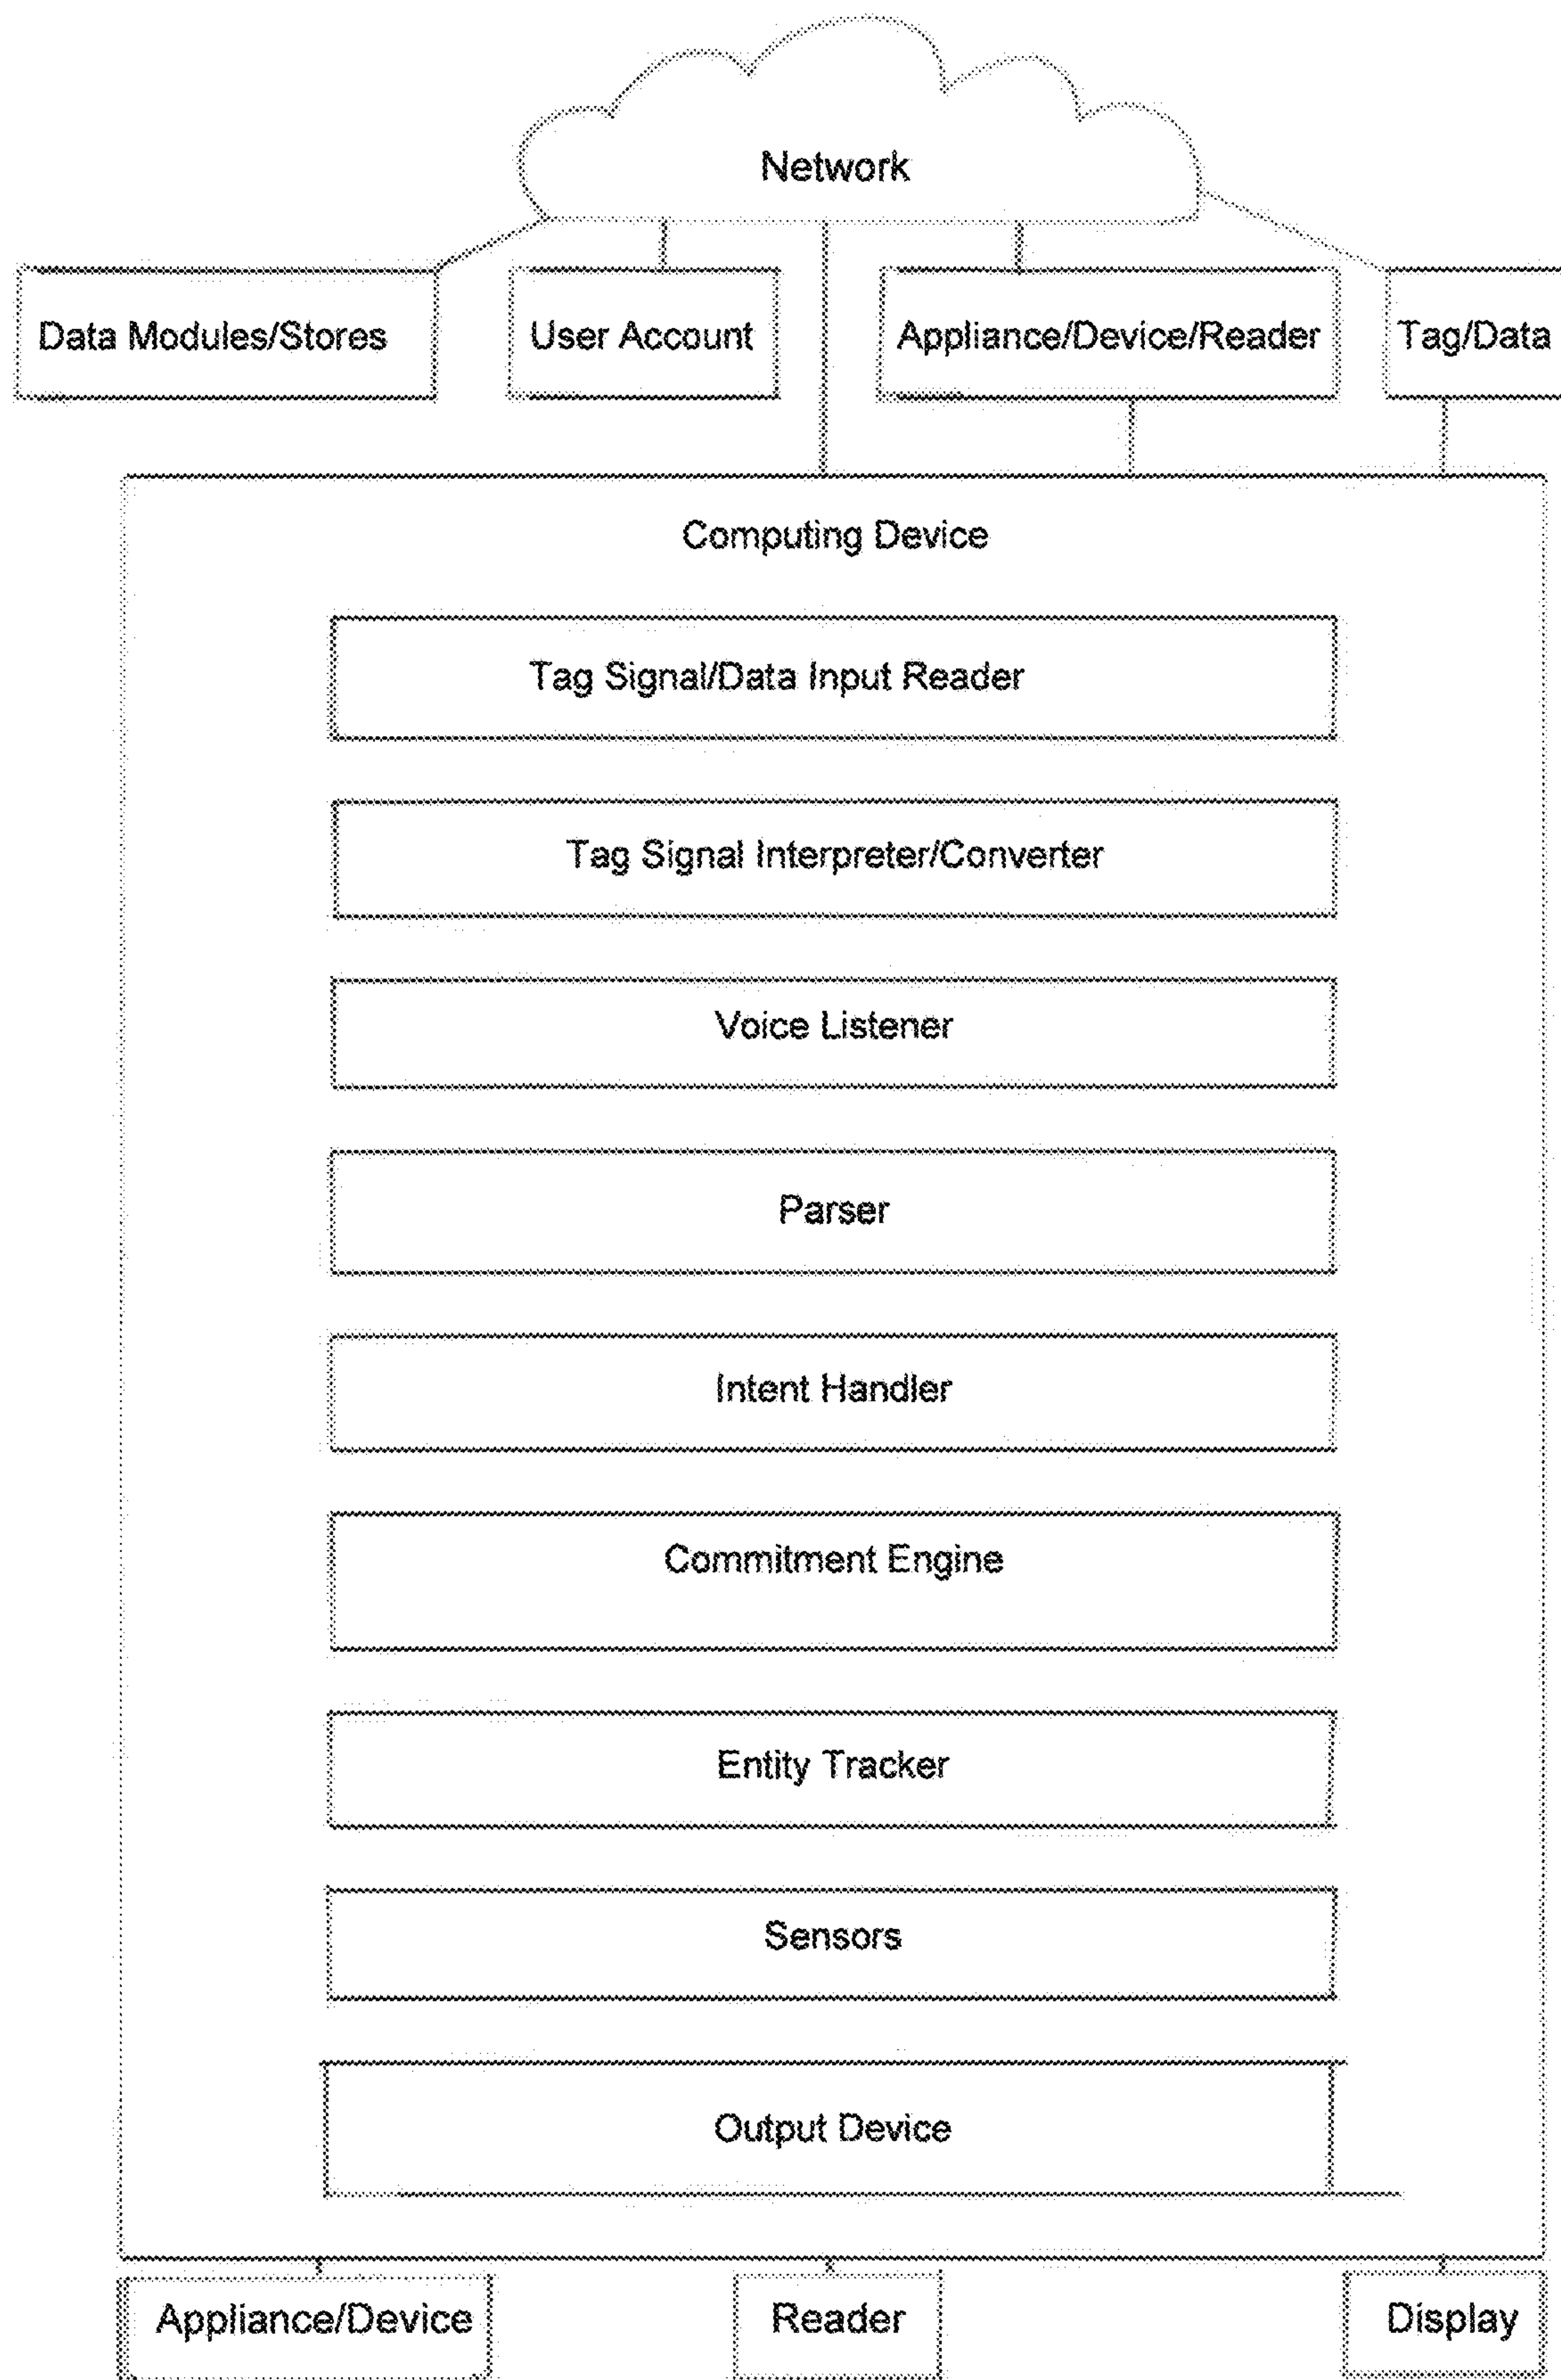 Network
Data Modules/Stores
User Account
Appliance/Device/Reader
Tag/Data
Computing Device
Tag Signal/Data Input Reader
Tag Signal Interpreter/Converter
Voice Listener
Parser
Intent Handler
Commitment Engine
Entity Tracker
Sensors
Output Device
Appliance/Device
Reader
Display